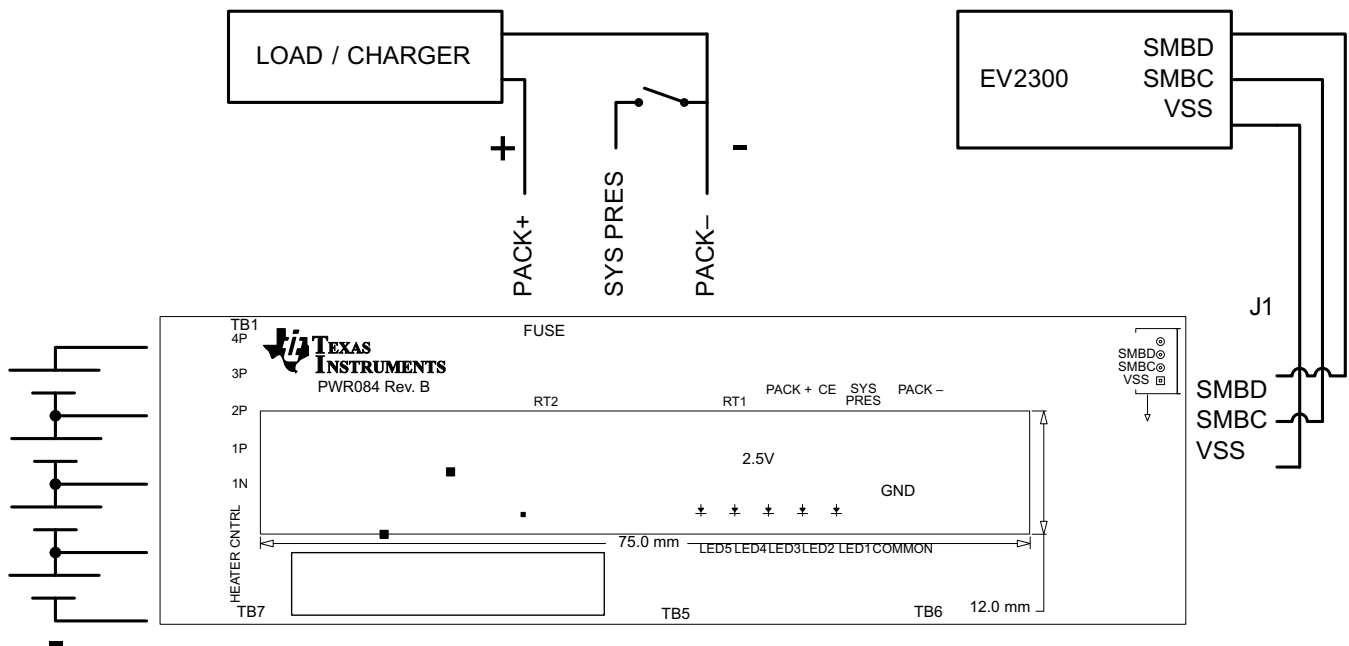 LOAD / CHARGER
EV2300
SMBD
SMBC
VSS
+
-
PACK+
SYS PRES
PACK–
J1
TB1
4P
3P
2P
1P
1N
HEATER CNTRL
TB7
TEXAS
INSTRUMENTS
PWR084 Rev. B
FUSE
RT2
RT1
PACK +
CE
SYS
PRES
PACK –
SMBD
SMBC
VSS
SMBD
SMBC
VSS
2.5V
GND
75.0 mm
LED5 LED4 LED3 LED2 LED1 COMMON
12.0 mm
TB5
TB6
-